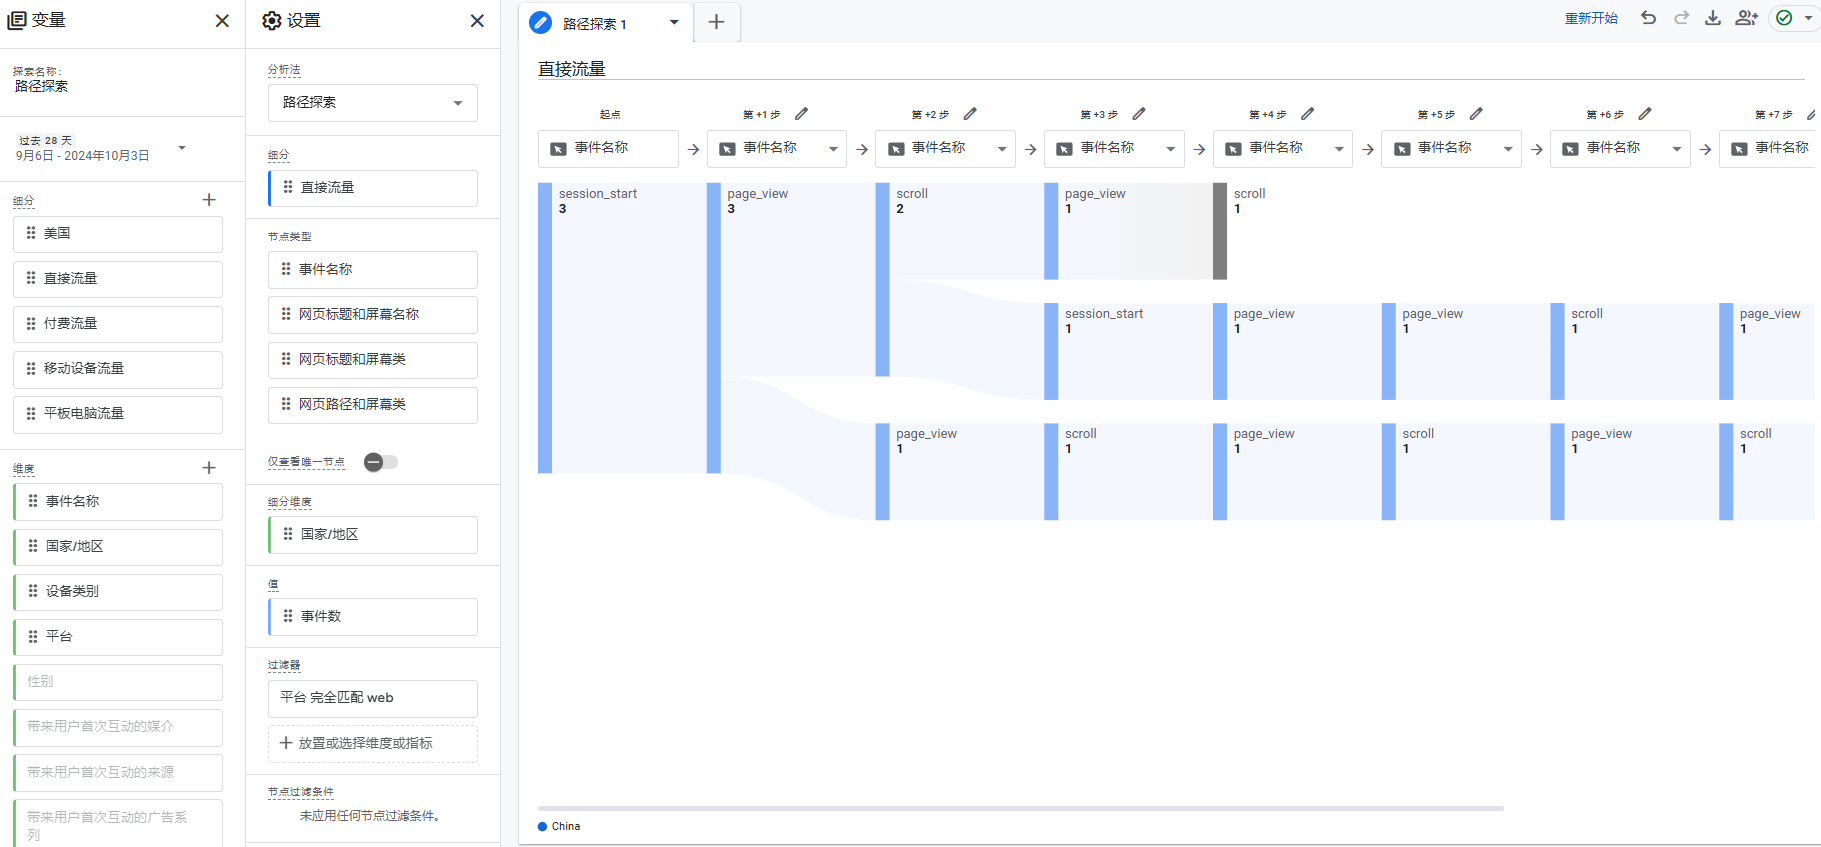 变量
探索名称：
路径探索
过去 28 天
9月6日 - 2024年10月3日
细分
美国
直接流量
付费流量
移动设备流量
平板电脑流量
维度
事件名称
国家/地区
设备类别
平台
性别
带来用户首次互动的媒介
带来用户首次互动的来源
带来用户首次互动的广告系
列
设置
分析法
路径探索
细分
直接流量
节点类型
事件名称
网页标题和屏幕名称
网页标题和屏幕类
网页路径和屏幕类
仅查看唯一节点
细分维度
国家/地区
值
事件数
过滤器
平台 完全匹配 web
放置或选择维度或指标
节点过滤条件
未应用任何节点过滤条件。
路径探索 1
重新开始
直接流量
起点 第 +1 步 第 +2 步 第 +3 步 第 +4 步 第 +5 步 第 +6 步 第 +7 步
事件名称 事件名称 事件名称 事件名称 事件名称 事件名称 事件名称 事件名称
session_start page_view scroll page_view scroll
3 3 2 1 1
session_start page_view page_view scroll page_view
1 1 1 1 1
page_view scroll page_view scroll page_view scroll
1 1 1 1 1 1
China